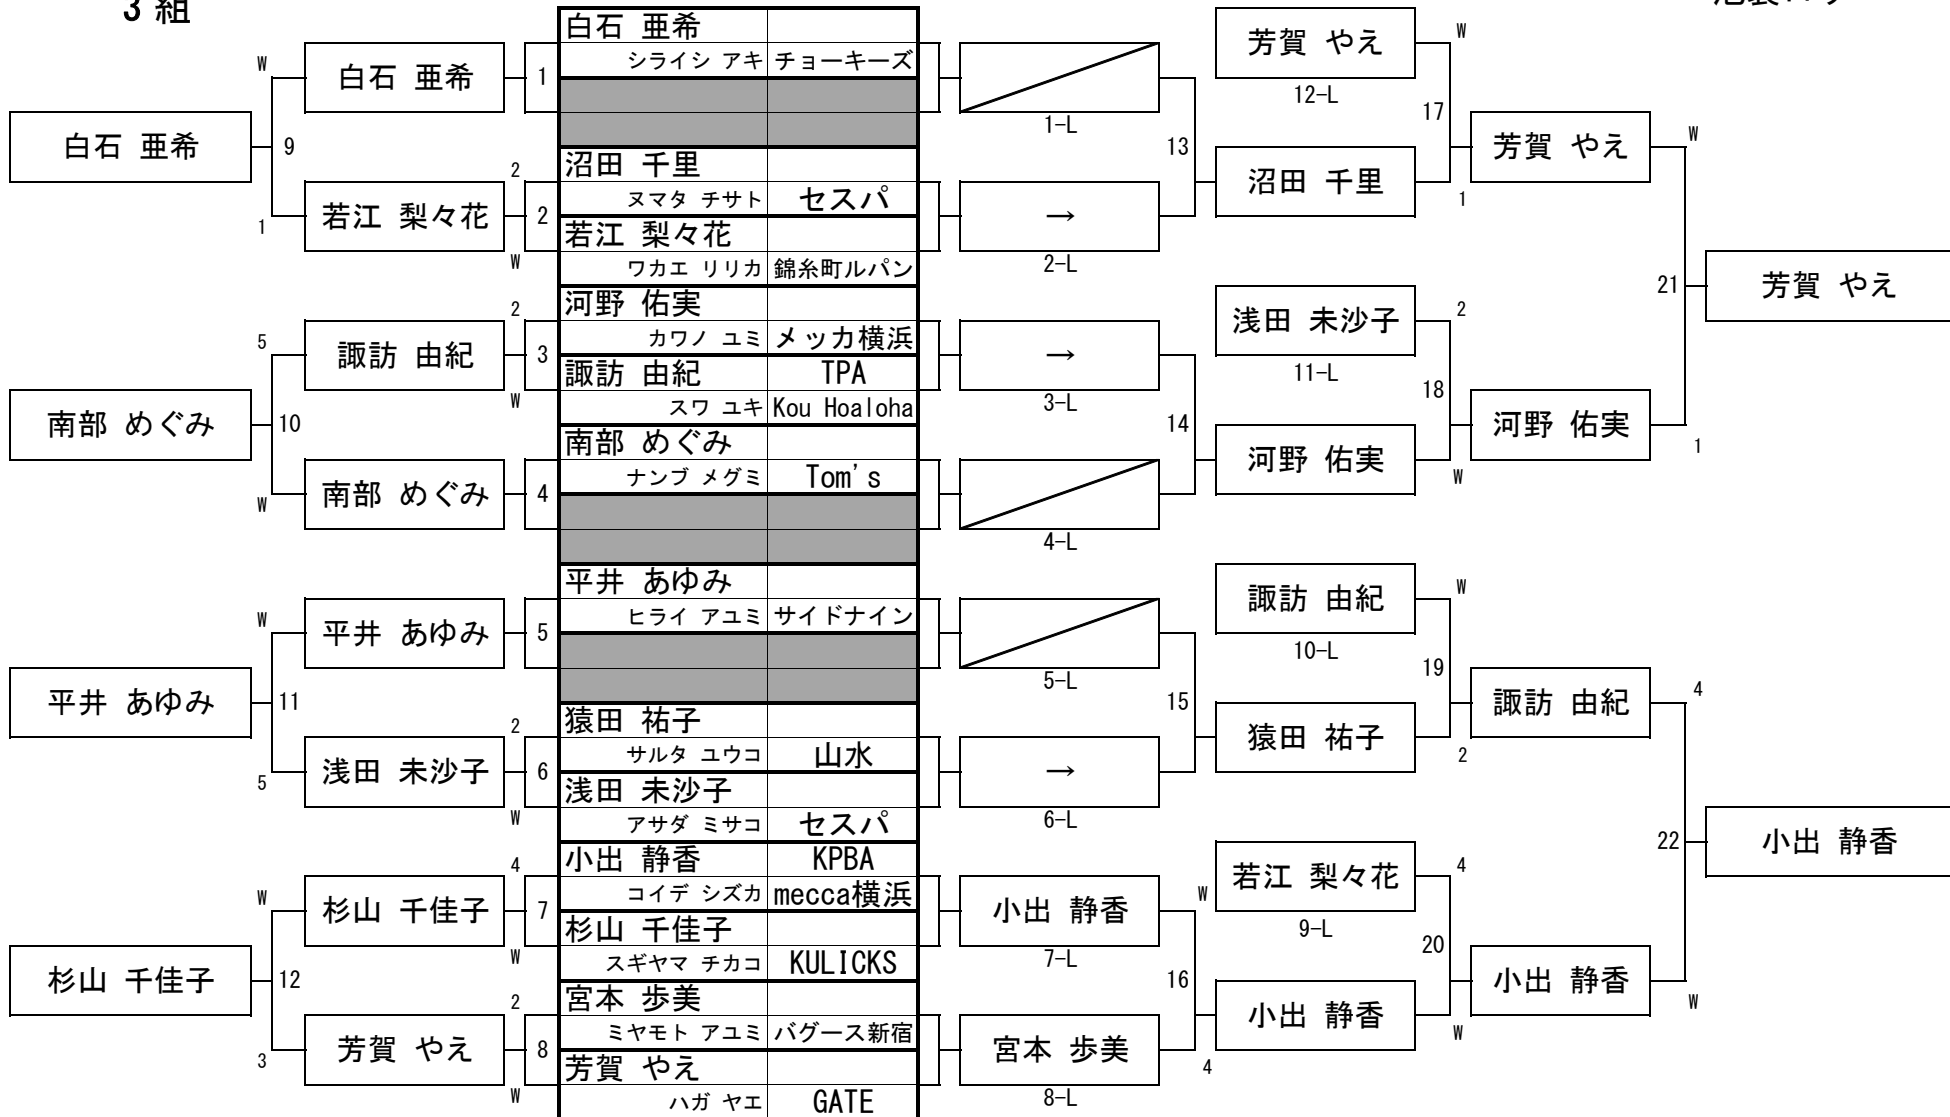 3 組
白石 亜希
9
W
1
南部 めぐみ
10
5
W
平井 あゆみ
11
W
5
杉山 千佳子
12
W
3
白石 亜希
1
若江 梨々花
2
2
W
諏訪 由紀
3
2
W
南部 めぐみ
4
平井 あゆみ
5
浅田 未沙子
6
2
W
杉山 千佳子
7
4
W
芳賀 やえ
8
2
W
白石 亜希
シライシ アキ チョーキーズ
沼田 千里
ヌマタ チサト セスパ
若江 梨々花
ワカエ リリカ 錦糸町ルパン
河野 佑実
カワノ ユミ メッカ横浜
諏訪 由紀 TPA
スワ ユキ Kou Hoaloha
南部 めぐみ
ナンブ メグミ Tom's
平井 あゆみ
ヒライ アユミ サイドナイン
猿田 祐子
サルタ ユウコ 山水
浅田 未沙子
アサダ ミサコ セスパ
小出 静香 KPBA
コイデ シズカ mecca横浜
杉山 千佳子
スギヤマ チカコ KULICKS
宮本 歩美
ミヤモト アユミ バグース新宿
芳賀 やえ
ハガ ヤエ GATE
1-L
→
2-L
13
→
3-L
4-L
14
5-L
→
6-L
15
小出 静香
7-L
W
宮本 歩美
8-L
4
16
芳賀 やえ
12-L
W
沼田 千里
1
17
浅田 未沙子
11-L
2
河野 佑実
W
18
諏訪 由紀
10-L
W
猿田 祐子
2
19
若江 梨々花
9-L
4
小出 静香
W
20
芳賀 やえ
W
河野 佑実
1
21
諏訪 由紀
4
小出 静香
W
22
芳賀 やえ
小出 静香